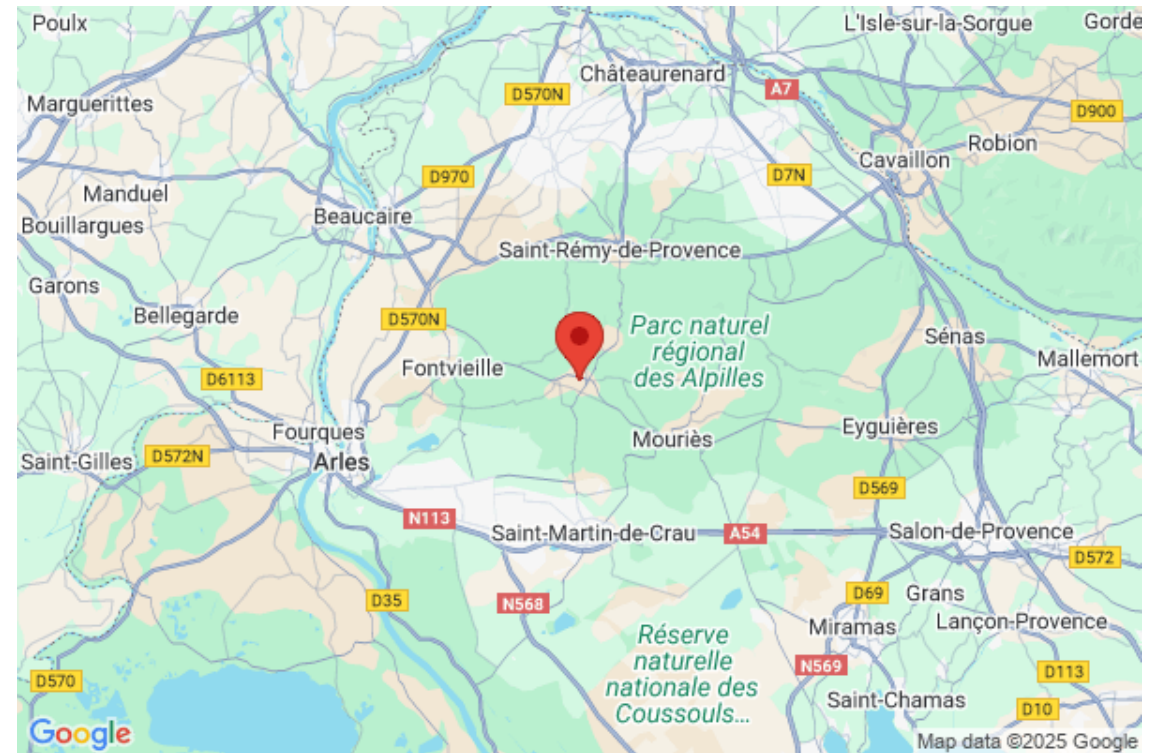 Poulx
L'Isle-sur-la-Sorgue
Gorde
Châteaurenard
A7
D570N
Marguerittes
D900
Robion
Cavaillon
D970
D7N
Manduel
Beaucaire
Bouillargues
Saint-Rémy-de-Provence
Garons
Bellegarde
D570N
Parc naturel
régional
des Alpilles
Sénas
Mallemort
Fontvieille
D6113
Eyguières
Fourques
Mouriès
Saint-Gilles
D572N
Arles
D569
N113
Saint-Martin-de-Crau
A54
Salon-de-Provence
D572
D35
N568
D69
Grans
Miramas
Lançon-Provence
Réserve
naturelle
nationale des
Coussouls...
N569
D113
D570
Saint-Chamas
D10
Google
Map data ©2025 Google